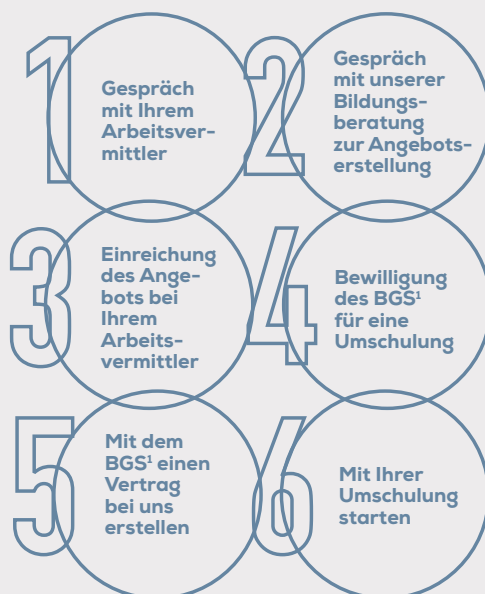 1
Gespräch
mit Ihrem
Arbeitsver-
mittler
2
Gespräch
mit unserer
Bildungs-
beratung
zur Angebots-
erstellung
3
Einreichung
des Ange-
bots bei
Ihrem
Arbeits-
vermittler
4
Bewilligung
des BGS¹
für eine
Umschulung
5
Mit dem
BGS¹ einen
Vertrag
bei uns
erstellen
6
Mit Ihrer
Umschulung
starten